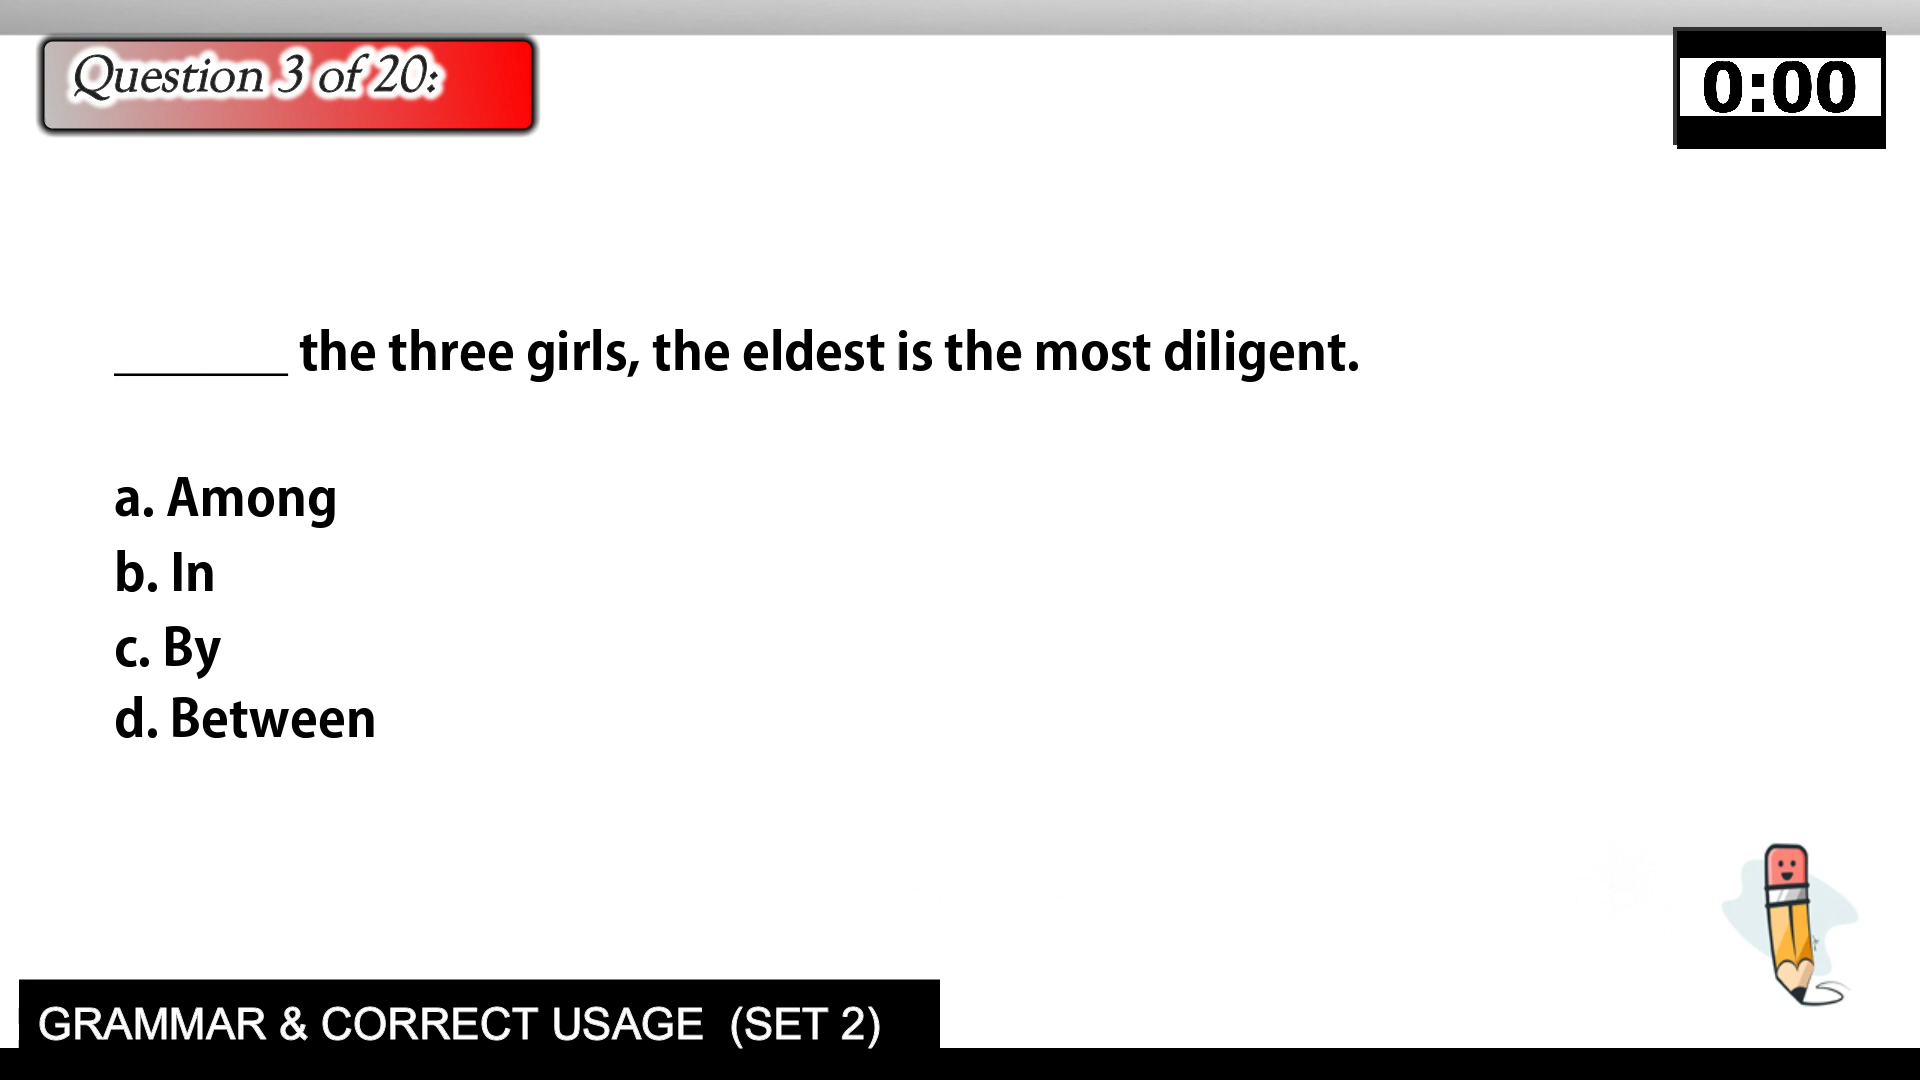 Question 3 of 20:
0:00
_______ the three girls, the eldest is the most diligent.
a. Among
b. In
c. By
d. Between
GRAMMAR & CORRECT USAGE (SET 2)